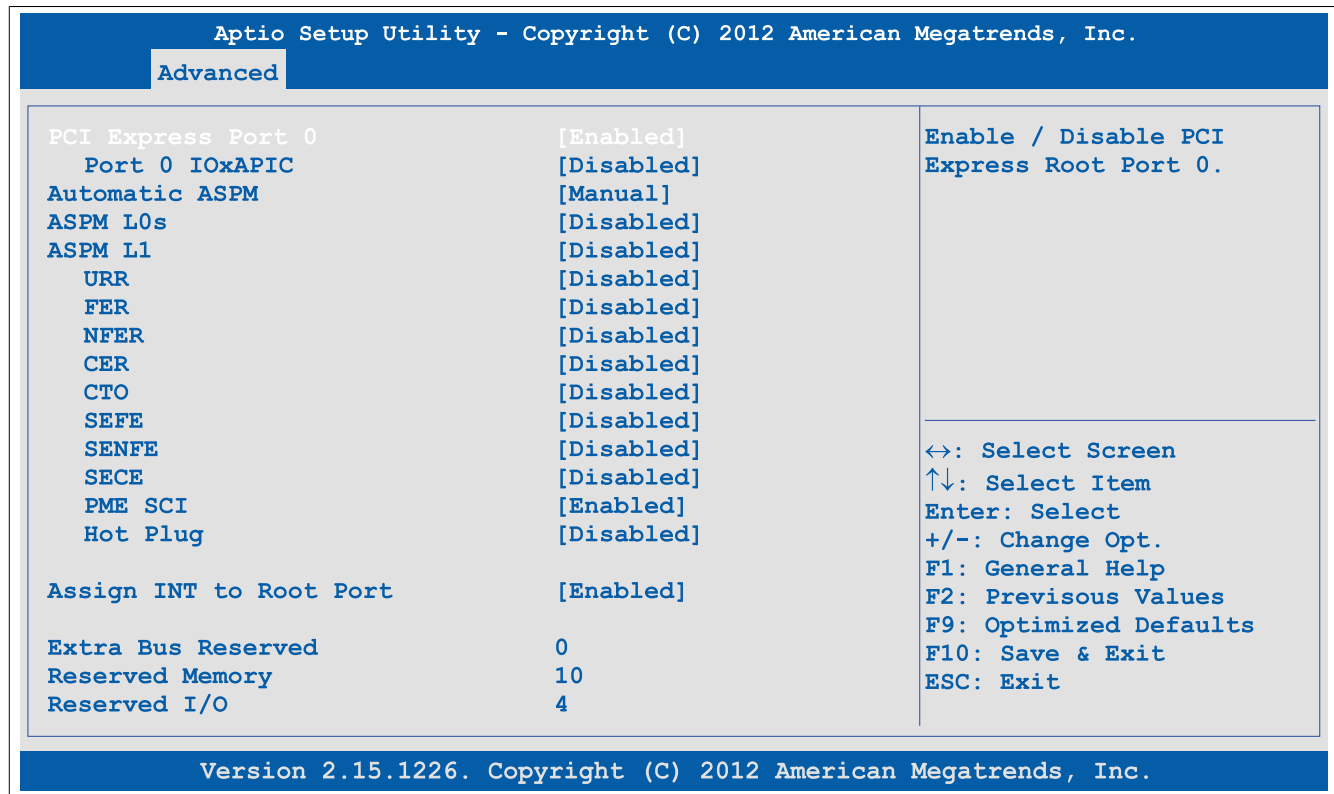 Aptio Setup Utility - Copyright (C) 2012 American Megatrends, Inc.
Advanced
PCI Express Port 0 [Enabled]
Port 0 IOxAPIC [Disabled]
Automatic ASPM [Manual]
ASPM L0s [Disabled]
ASPM L1 [Disabled]
URR [Disabled]
FER [Disabled]
NFER [Disabled]
CER [Disabled]
CTO [Disabled]
SEFE [Disabled]
SENFE [Disabled]
SECE [Disabled]
PME SCI [Enabled]
Hot Plug [Disabled]
Assign INT to Root Port [Enabled]
Extra Bus Reserved 0
Reserved Memory 10
Reserved I/O 4
Enable / Disable PCI
Express Root Port 0.
↔: Select Screen
↑↓: Select Item
Enter: Select
+/-: Change Opt.
F1: General Help
F2: Previsous Values
F9: Optimized Defaults
F10: Save & Exit
ESC: Exit
Version 2.15.1226. Copyright (C) 2012 American Megatrends, Inc.